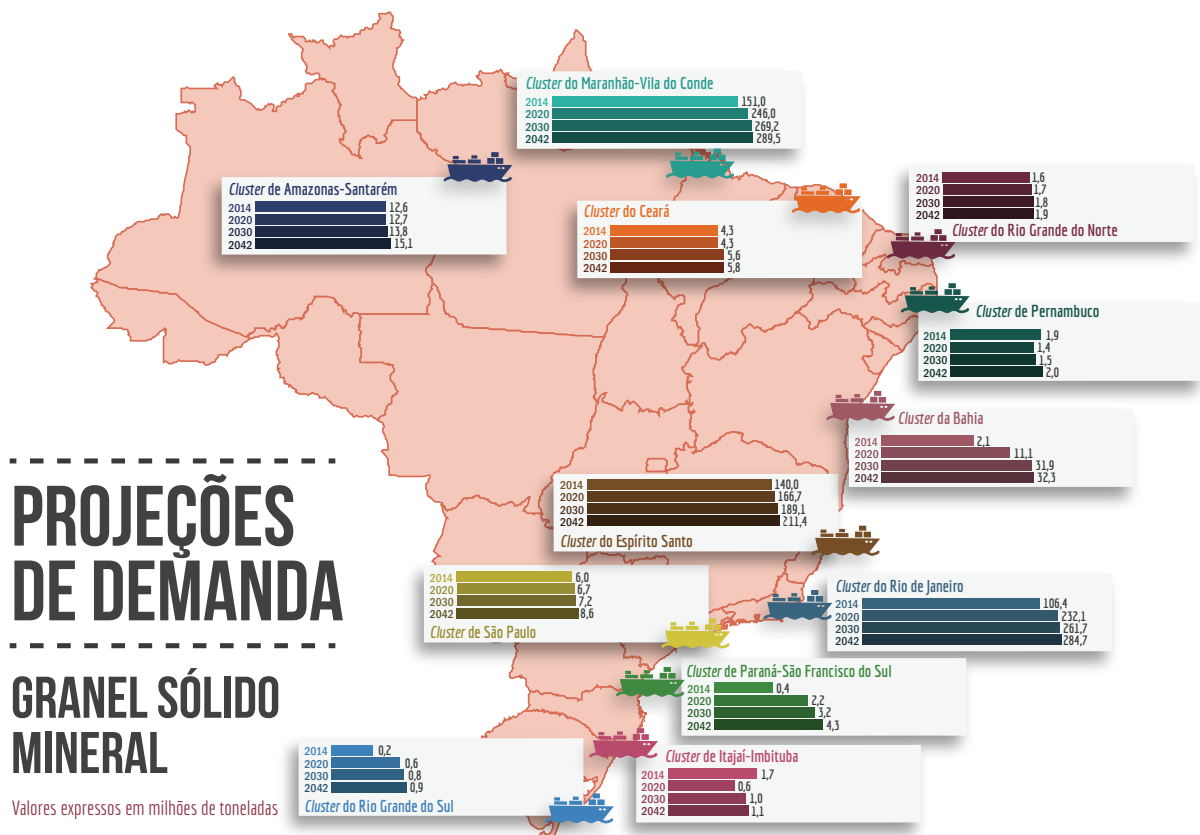 Cluster do Maranhão-Vila do Conde
2014 151,0
2020 246,0
2030 269,2
2042 289,5
Cluster de Amazonas-Santarém
2014 12,6
2020 12,7
2030 13,8
2042 15,1
Cluster do Ceará
2014 4,3
2020 4,3
2030 5,6
2042 5,8
2014 1,6
2020 1,7
2030 1,8
2042 1,9
Cluster do Rio Grande do Norte
Cluster de Pernambuco
2014 1,9
2020 1,4
2030 1,5
2042 2,0
Cluster da Bahia
2014 2,1
2020 11,1
2030 31,9
2042 32,3
2014 140,0
2020 166,7
2030 189,1
2042 211,4
Cluster do Espírito Santo
2014 6,0
2020 6,7
2030 7,2
2042 8,6
Cluster de São Paulo
Cluster do Rio de Janeiro
2014 106,4
2020 232,1
2030 261,7
2042 284,7
Cluster de Paraná-São Francisco do Sul
2014 0,4
2020 2,2
2030 3,2
2042 4,3
Cluster de Itajaí-Imbituba
2014 1,7
2020 0,6
2030 1,0
2042 1,1
2014 0,2
2020 0,6
2030 0,8
2042 0,9
Cluster do Rio Grande do Sul
PROJEÇÕES
DE DEMANDA
GRANEL SÓLIDO
MINERAL
Valores expressos em milhões de toneladas